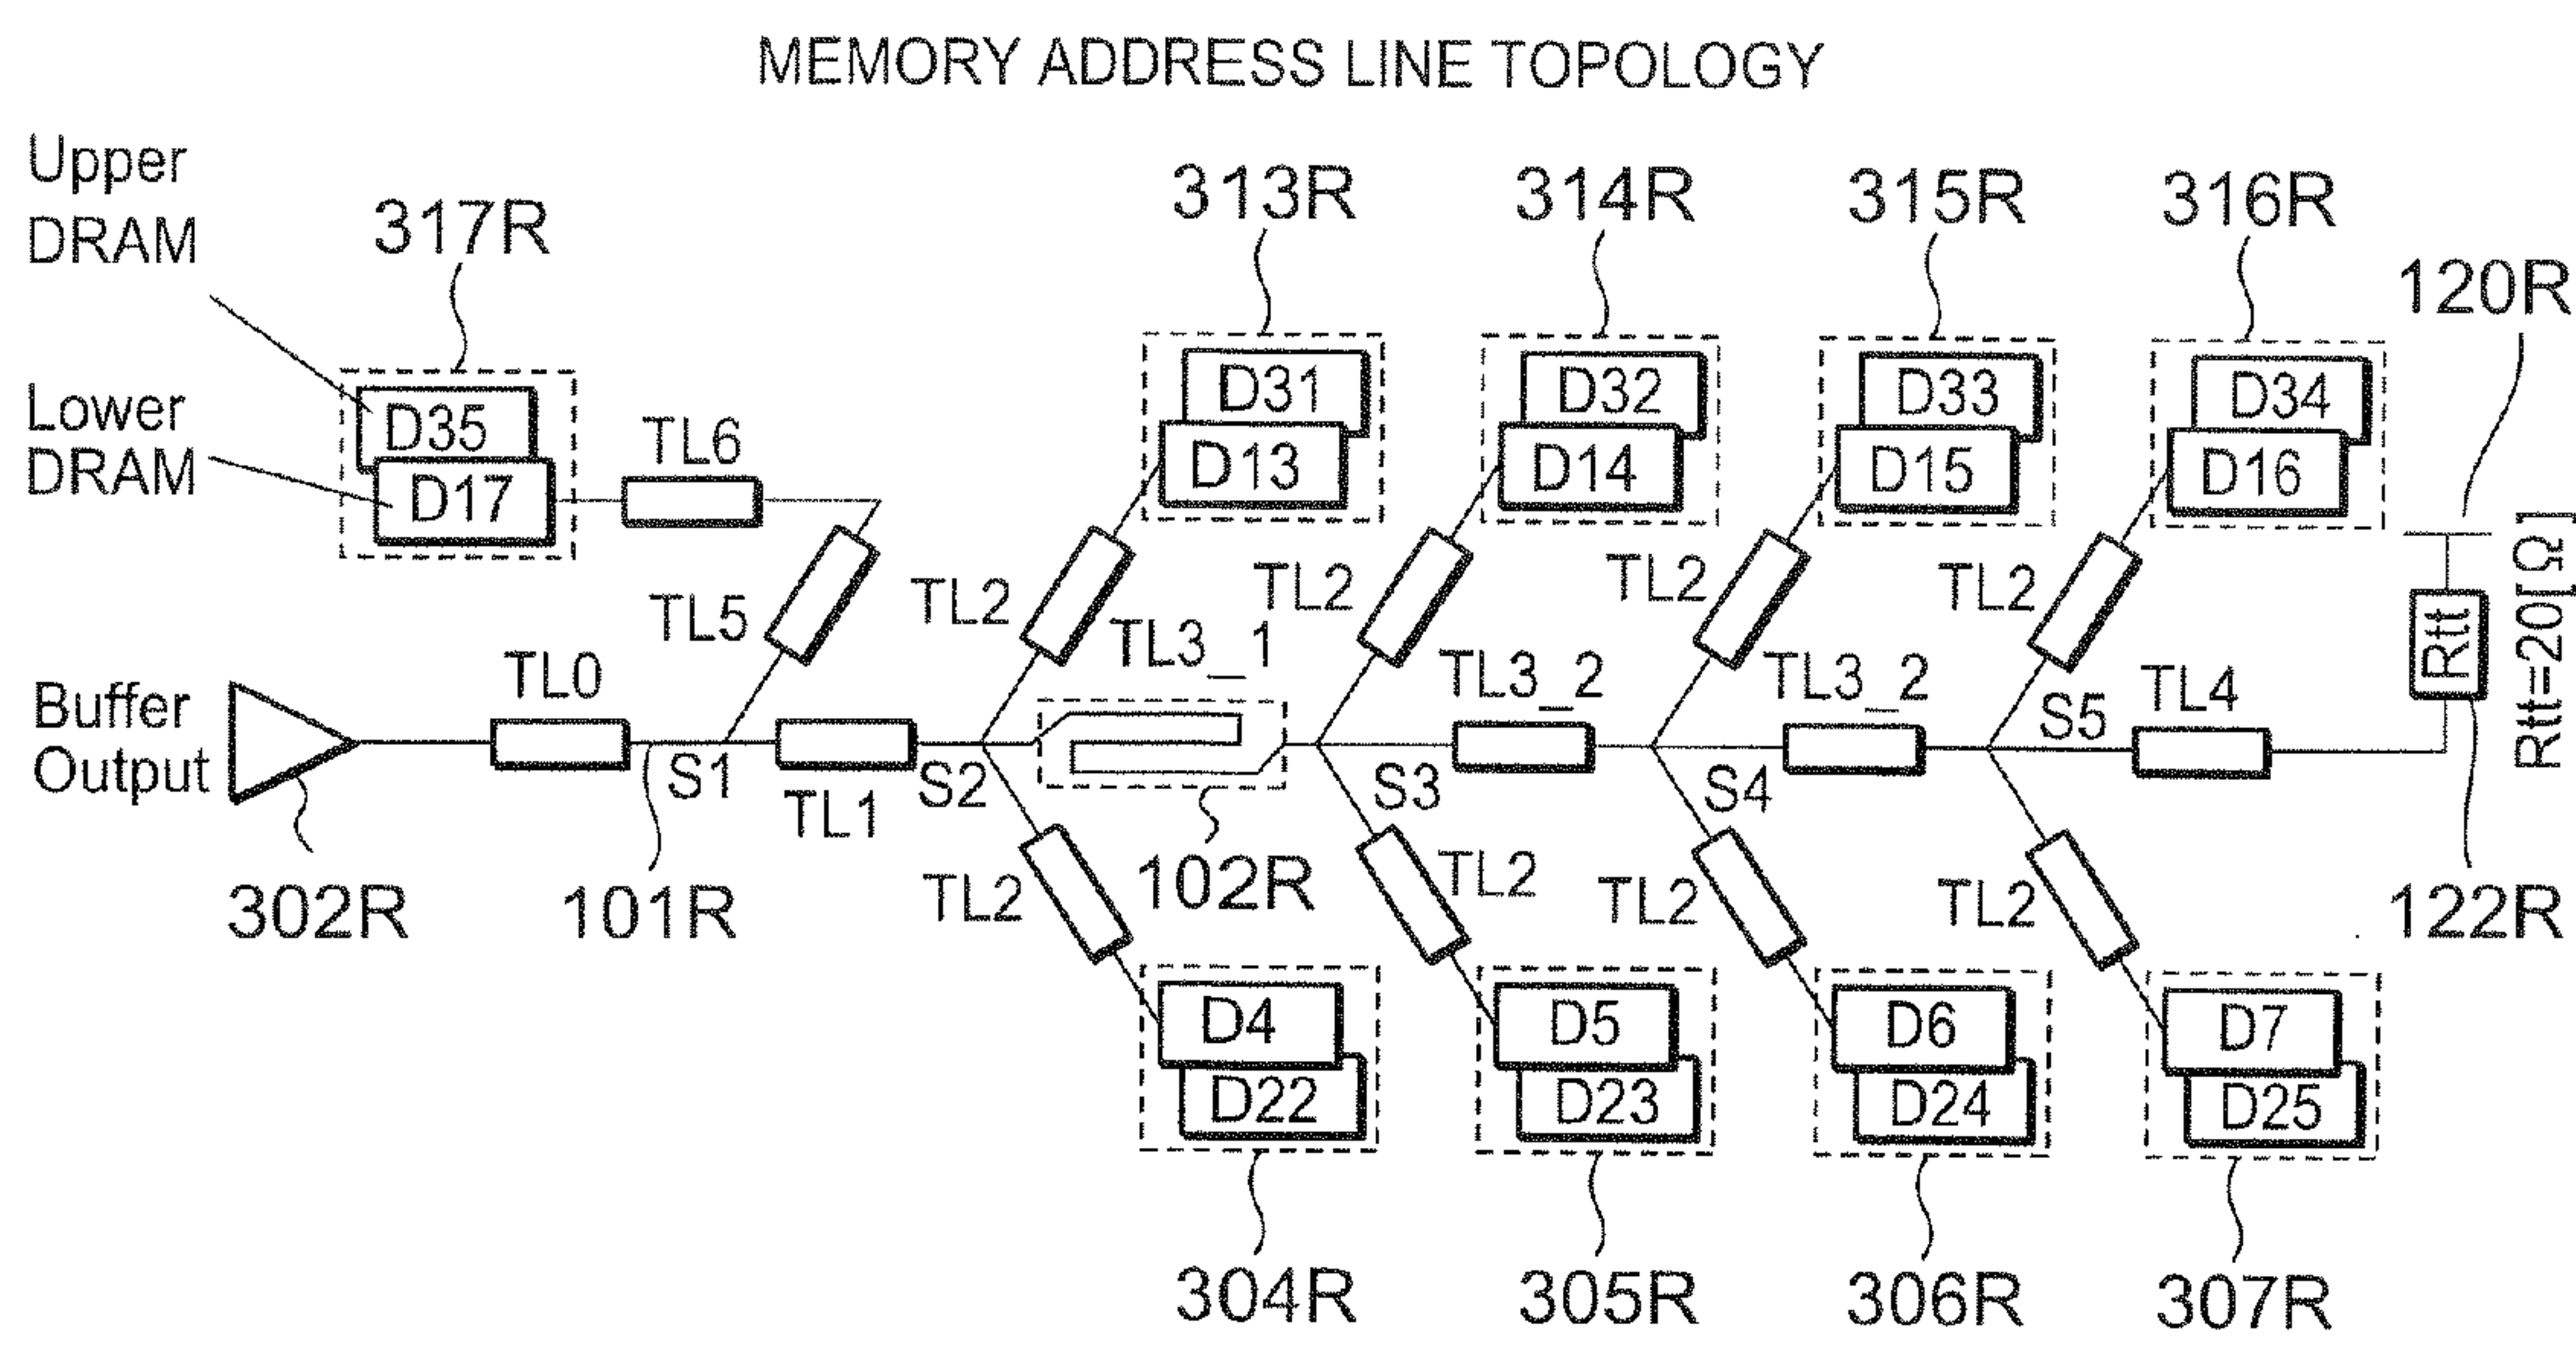 MEMORY ADDRESS LINE TOPOLOGY
Upper
DRAM
317R
313R
314R
315R
316R
120R
Lower
DRAM
D35
D17
TL6
D31
D13
D32
D14
D33
D15
D34
D16
TL5
TL2
TL3_1
TL2
TL2
TL2
Rtt
Rtt=20[Ω]
Buffer
Output
TL0
S1
TL1
S2
S3
TL3_2
S4
TL3_2
S5
TL4
302R
101R
TL2
102R
TL2
TL2
TL2
122R
D4
D22
D5
D23
D6
D24
D7
D25
304R
305R
306R
307R